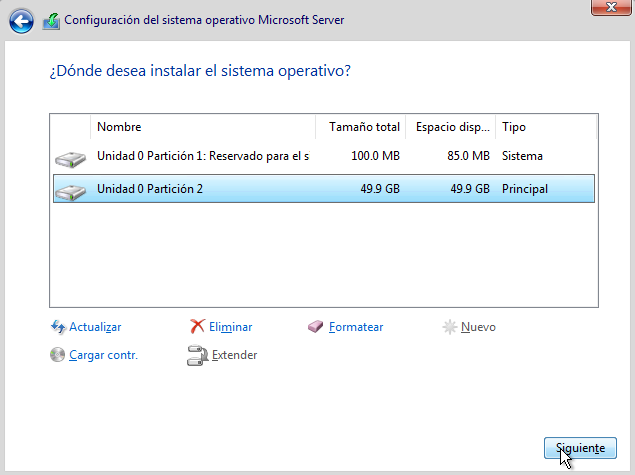 Configuración del sistema operativo Microsoft Server
¿Dónde desea instalar el sistema operativo?
Nombre Tamaño total Espacio disp... Tipo
Unidad 0 Partición 1: Reservado para el s 100.0 MB 85.0 MB Sistema
Unidad 0 Partición 2 49.9 GB 49.9 GB Principal
Actualizar Eliminar Formatear Nuevo
Cargar contr. Extender
Siguiente